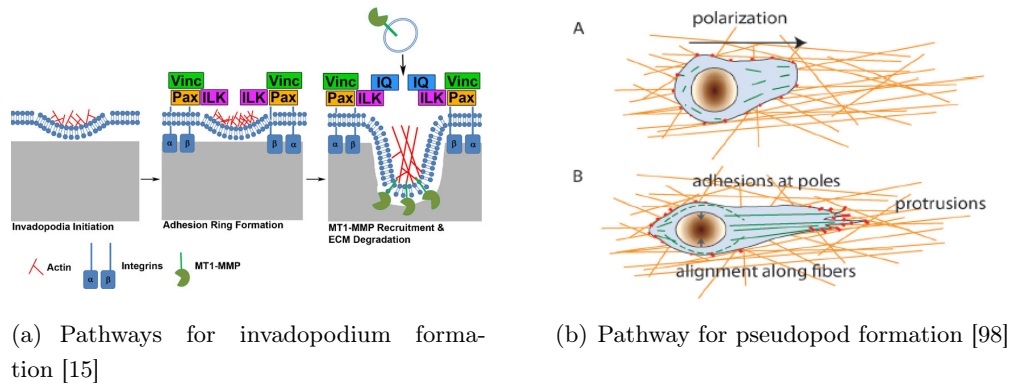 Vinc
Pax ILK
ILK Vinc
Pax
α β
β α
Vinc
Pax ILK
IQ IQ
Vinc
ILK Pax
α β
β α
Invadopodia Initiation
Adhesion Ring Formation
MT1-MMP Recruitment &
ECM Degradation
Actin
α β
Integrins
MT1-MMP
A
polarization
B
adhesions at poles
protrusions
alignment along fibers
(a) Pathways for invadopodium forma-
tion [15]
(b) Pathway for pseudopod formation [98]